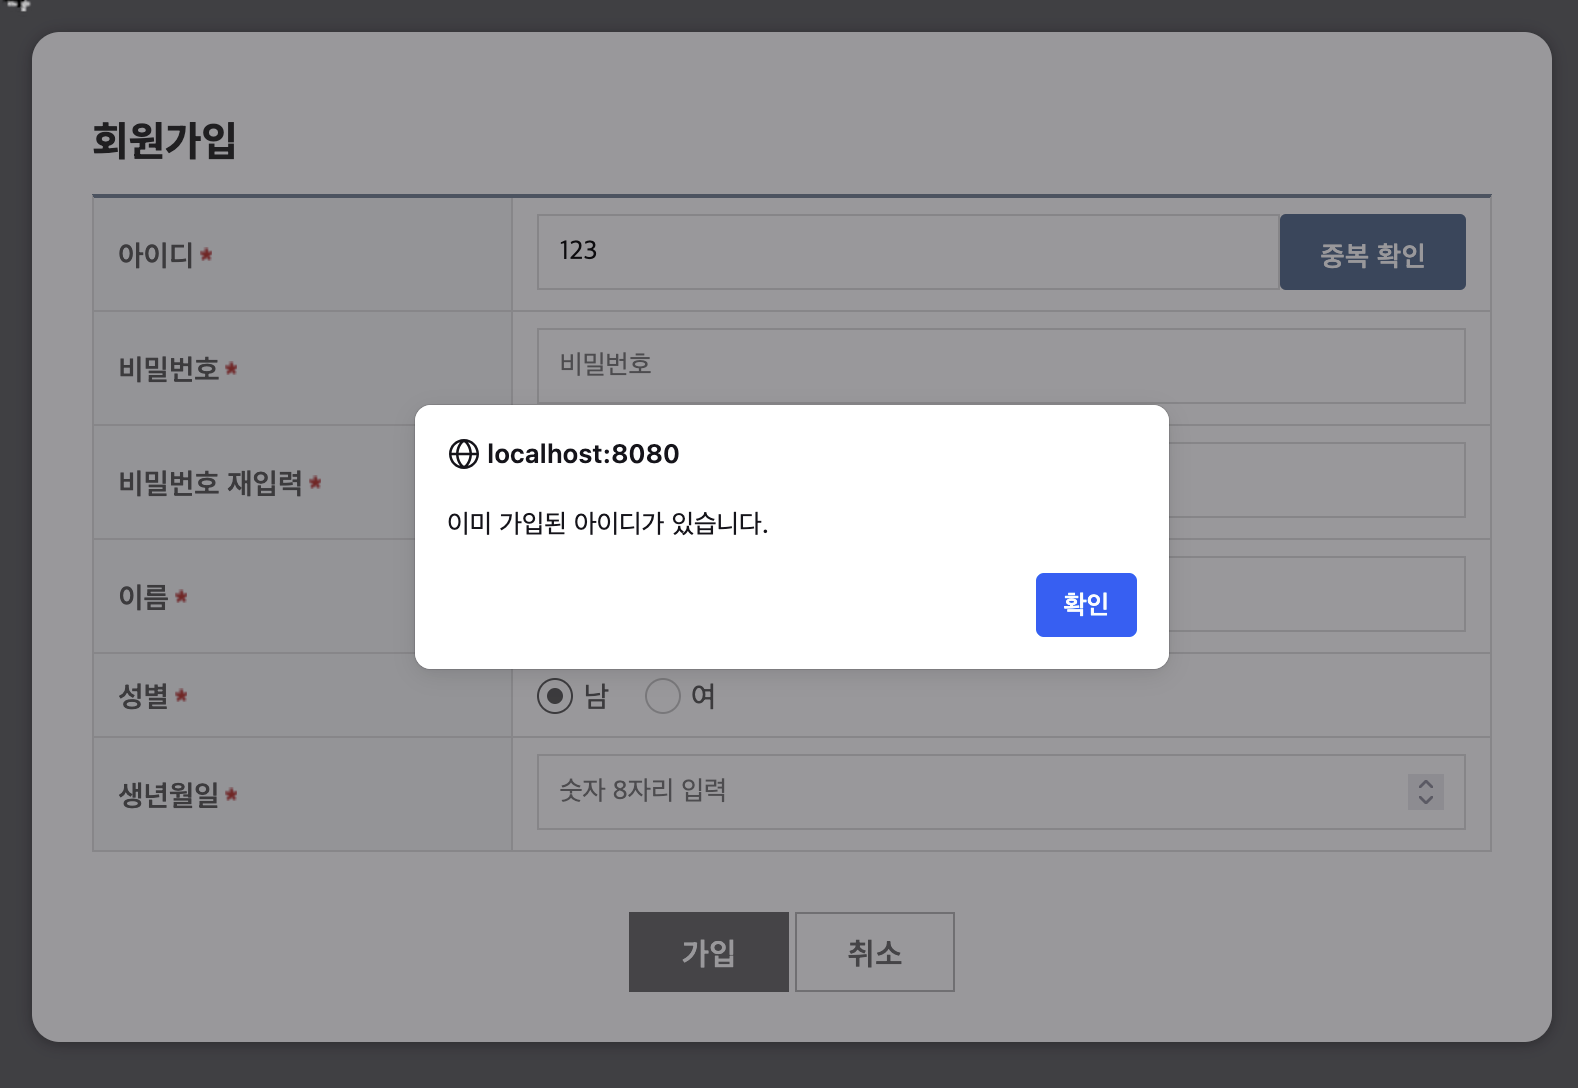 회원가입
아이디 *
123
중복 확인
비밀번호 *
비밀번호
비밀번호 재입력 *
localhost:8080
이미 가입된 아이디가 있습니다.
확인
이름 *
성별 *
남 여
생년월일 *
숫자 8자리 입력
가입 취소